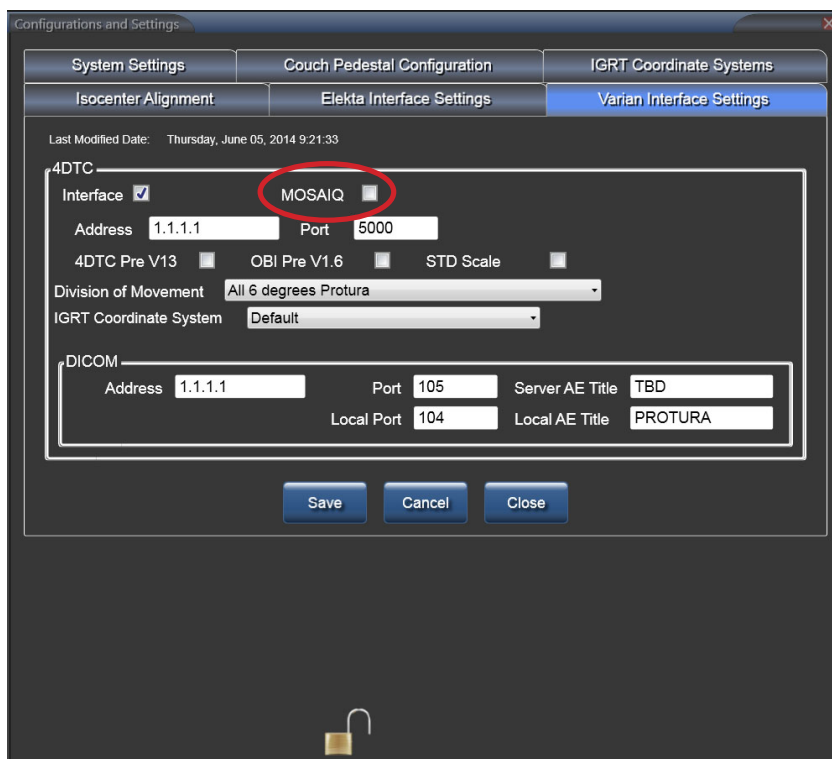 Configurations and Settings
System Settings Couch Pedestal Configuration IGRT Coordinate Systems
Isocenter Alignment Elekta Interface Settings Varian Interface Settings
Last Modified Date: Thursday, June 05, 2014 9:21:33
4DTC
Interface MOSAIQ
Address 1.1.1.1 Port 5000
4DTC Pre V13 OBI Pre V1.6 STD Scale
Division of Movement All 6 degrees Protura
IGRT Coordinate System Default
DICOM
Address 1.1.1.1 Port 105 Server AE Title TBD
Local Port 104 Local AE Title PROTURA
Save Cancel Close